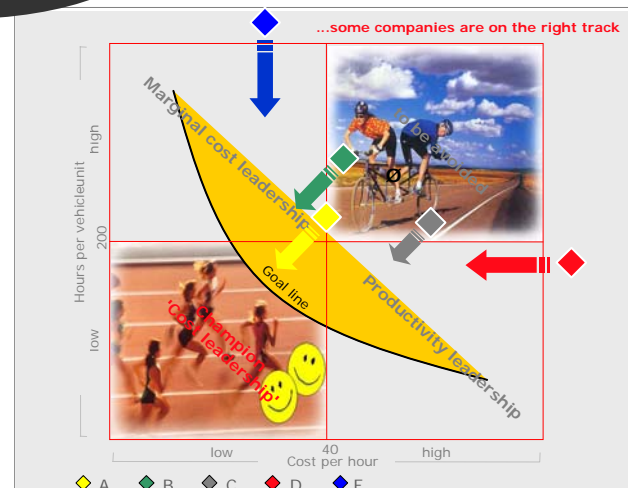 ...some companies are on the right track
Marginal cost leadership
To be avoided
Ø
Hours per vehicleunit
high
200
low
Goal line
Champion
'Cost leadership'
Productivity leadership
low
40
high
Cost per hour
A
B
C
D